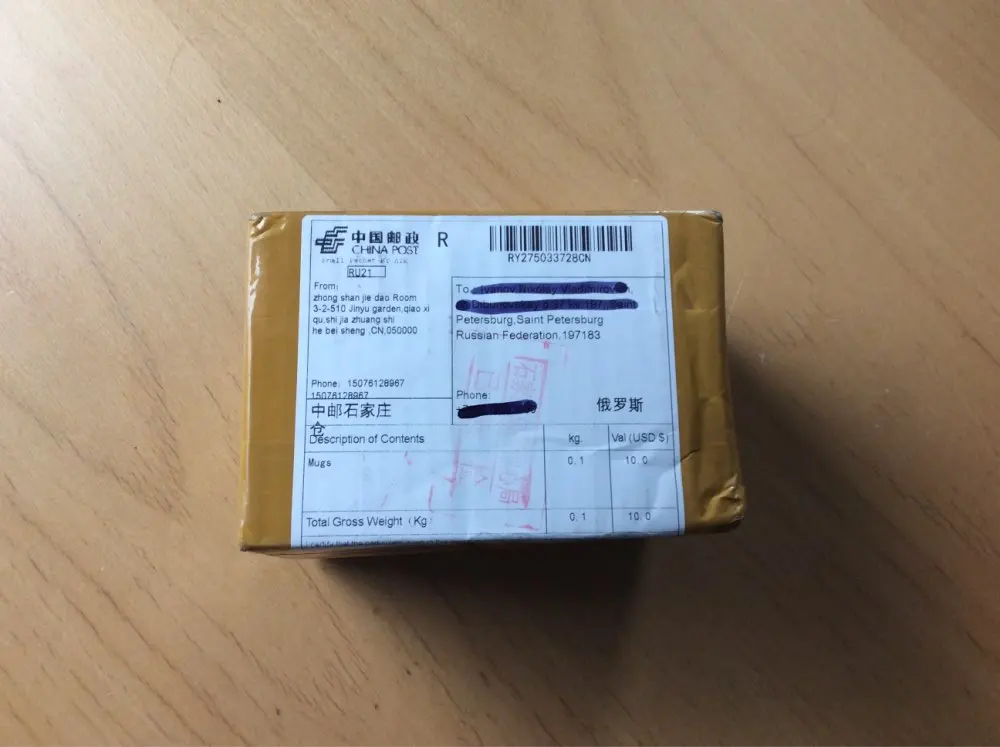 中国邮政
CHINA POST
R
RY275033728CN
RU21
From:
zhong shan jie dao Room
3-2-510 Jinyu garden,qiao xi
qu,shi jia zhuang shi
he bei sheng ,CN,050000
Phone: 15076128967
15076128967
中邮石家庄
仓
To
Saint
Petersburg,Saint Petersburg
Russian Federation,197183
Phone:
俄罗斯
Description of Contents
kg.
Val (USD $)
Mugs
0.1
10.0
Total Gross Weight (Kg)
0.1
10.0